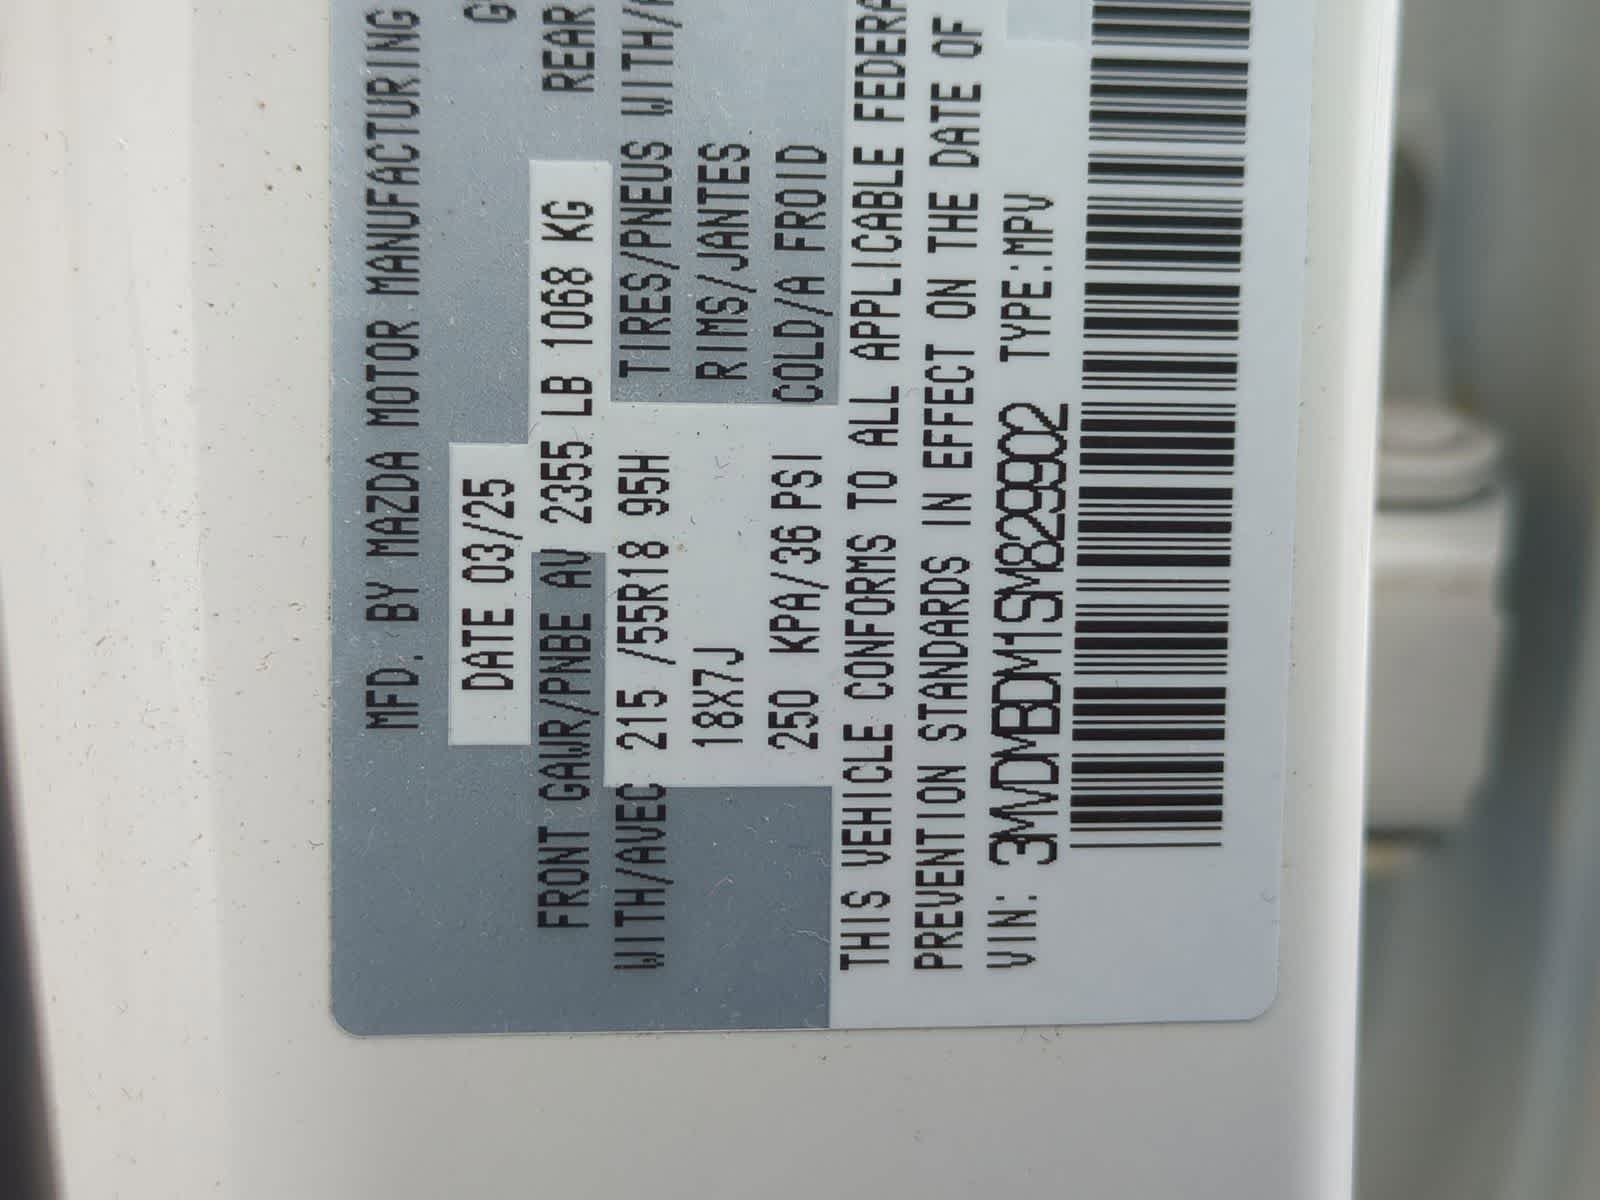 MFD. BY MAZDA MOTOR MANUFACTURING
DATE 03/25
FRONT GAWR/PNBE AV 2355 LB 1068 KG REAR
WITH/AVEC 215 /55R18 95H TIRES/PNEUS WITH/
18X7J RIMS/JANTES
250 KPA/36PSI COLD/A FROID
THIS VEHICLE CONFORMS TO ALL APPLICABLE FEDERA
PREVENTION STANDARDS IN EFFECT ON THE DATE OF
VIN: 3MVDMBDM1SM829902 TYPE:MPV